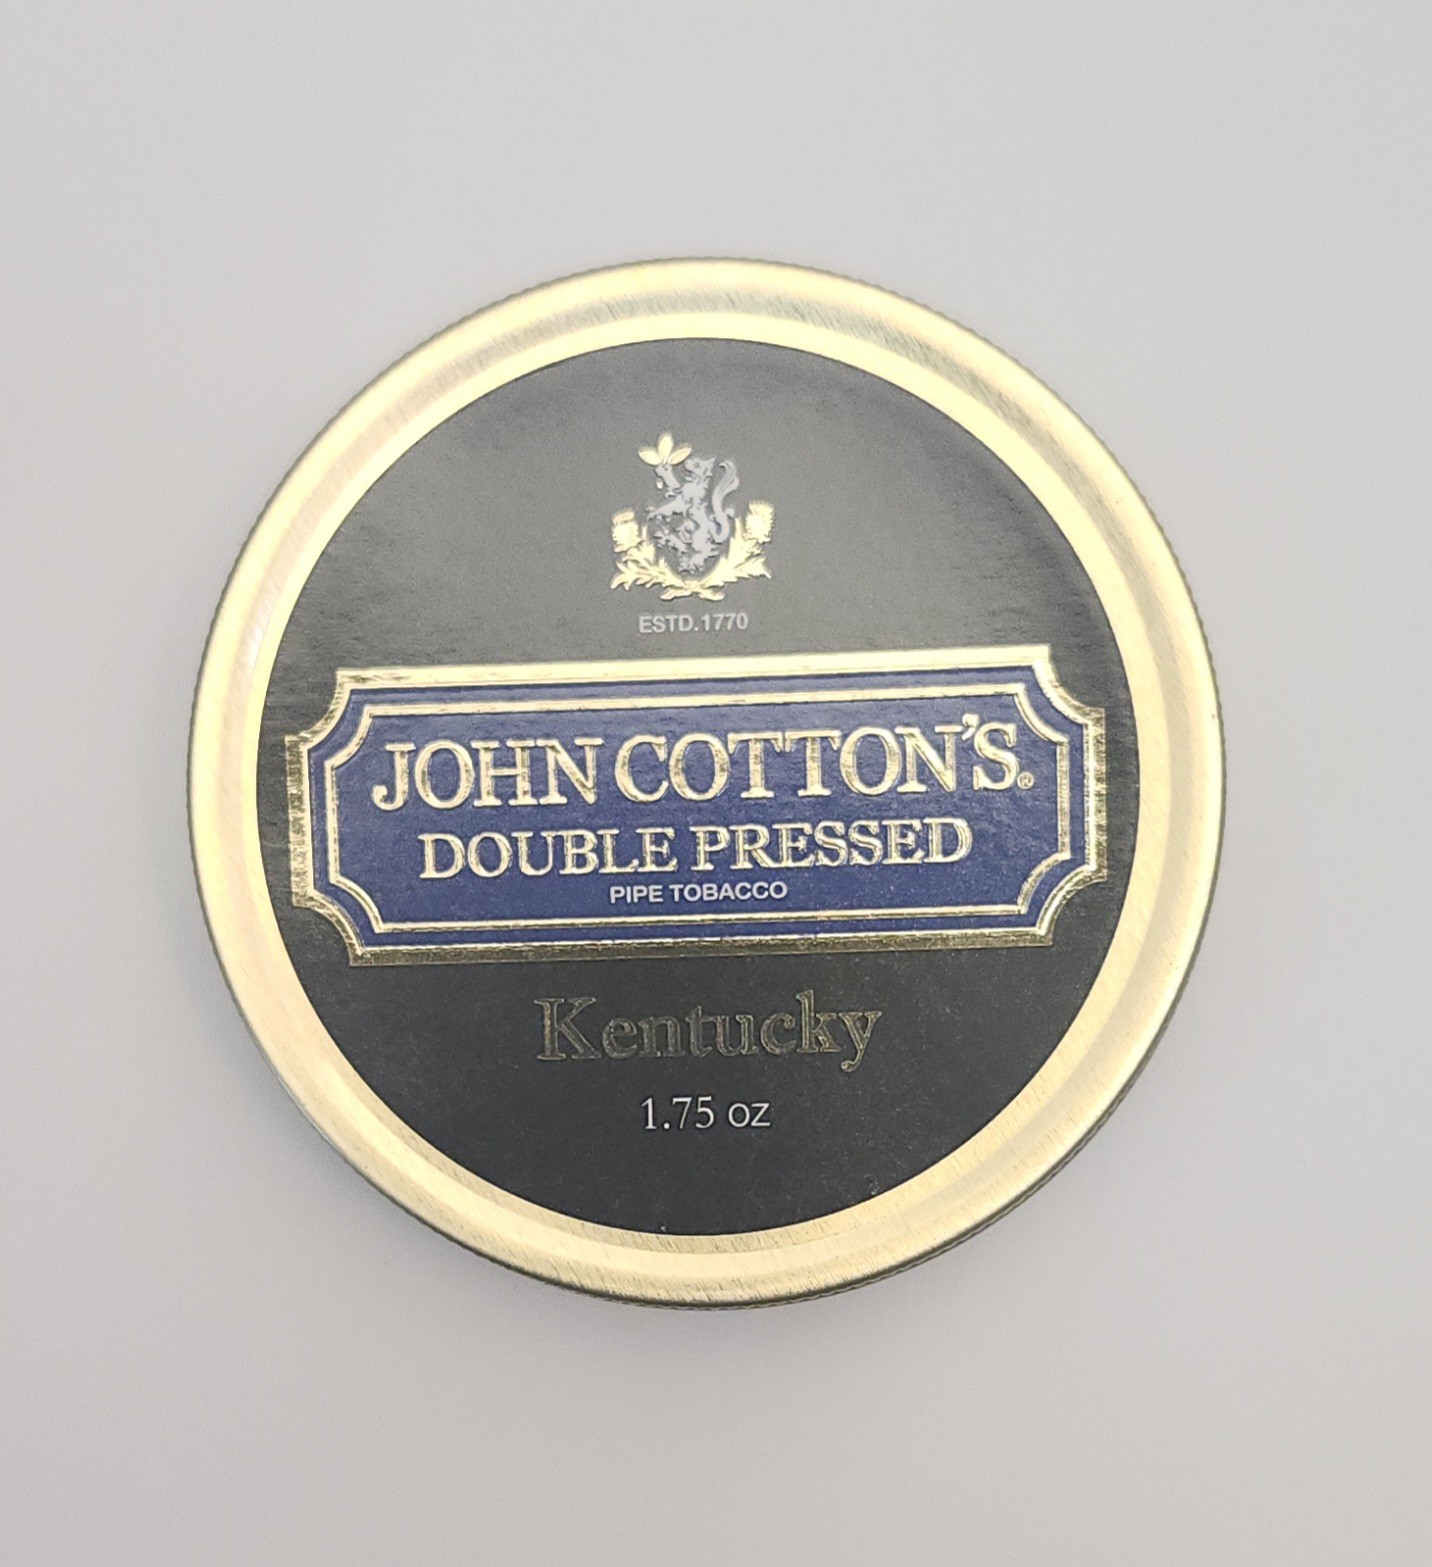 ESTD.1770
JOHN COTTON'S®
DOUBLE PRESSED
PIPE TOBACCO
Kentucky
1.75 oz